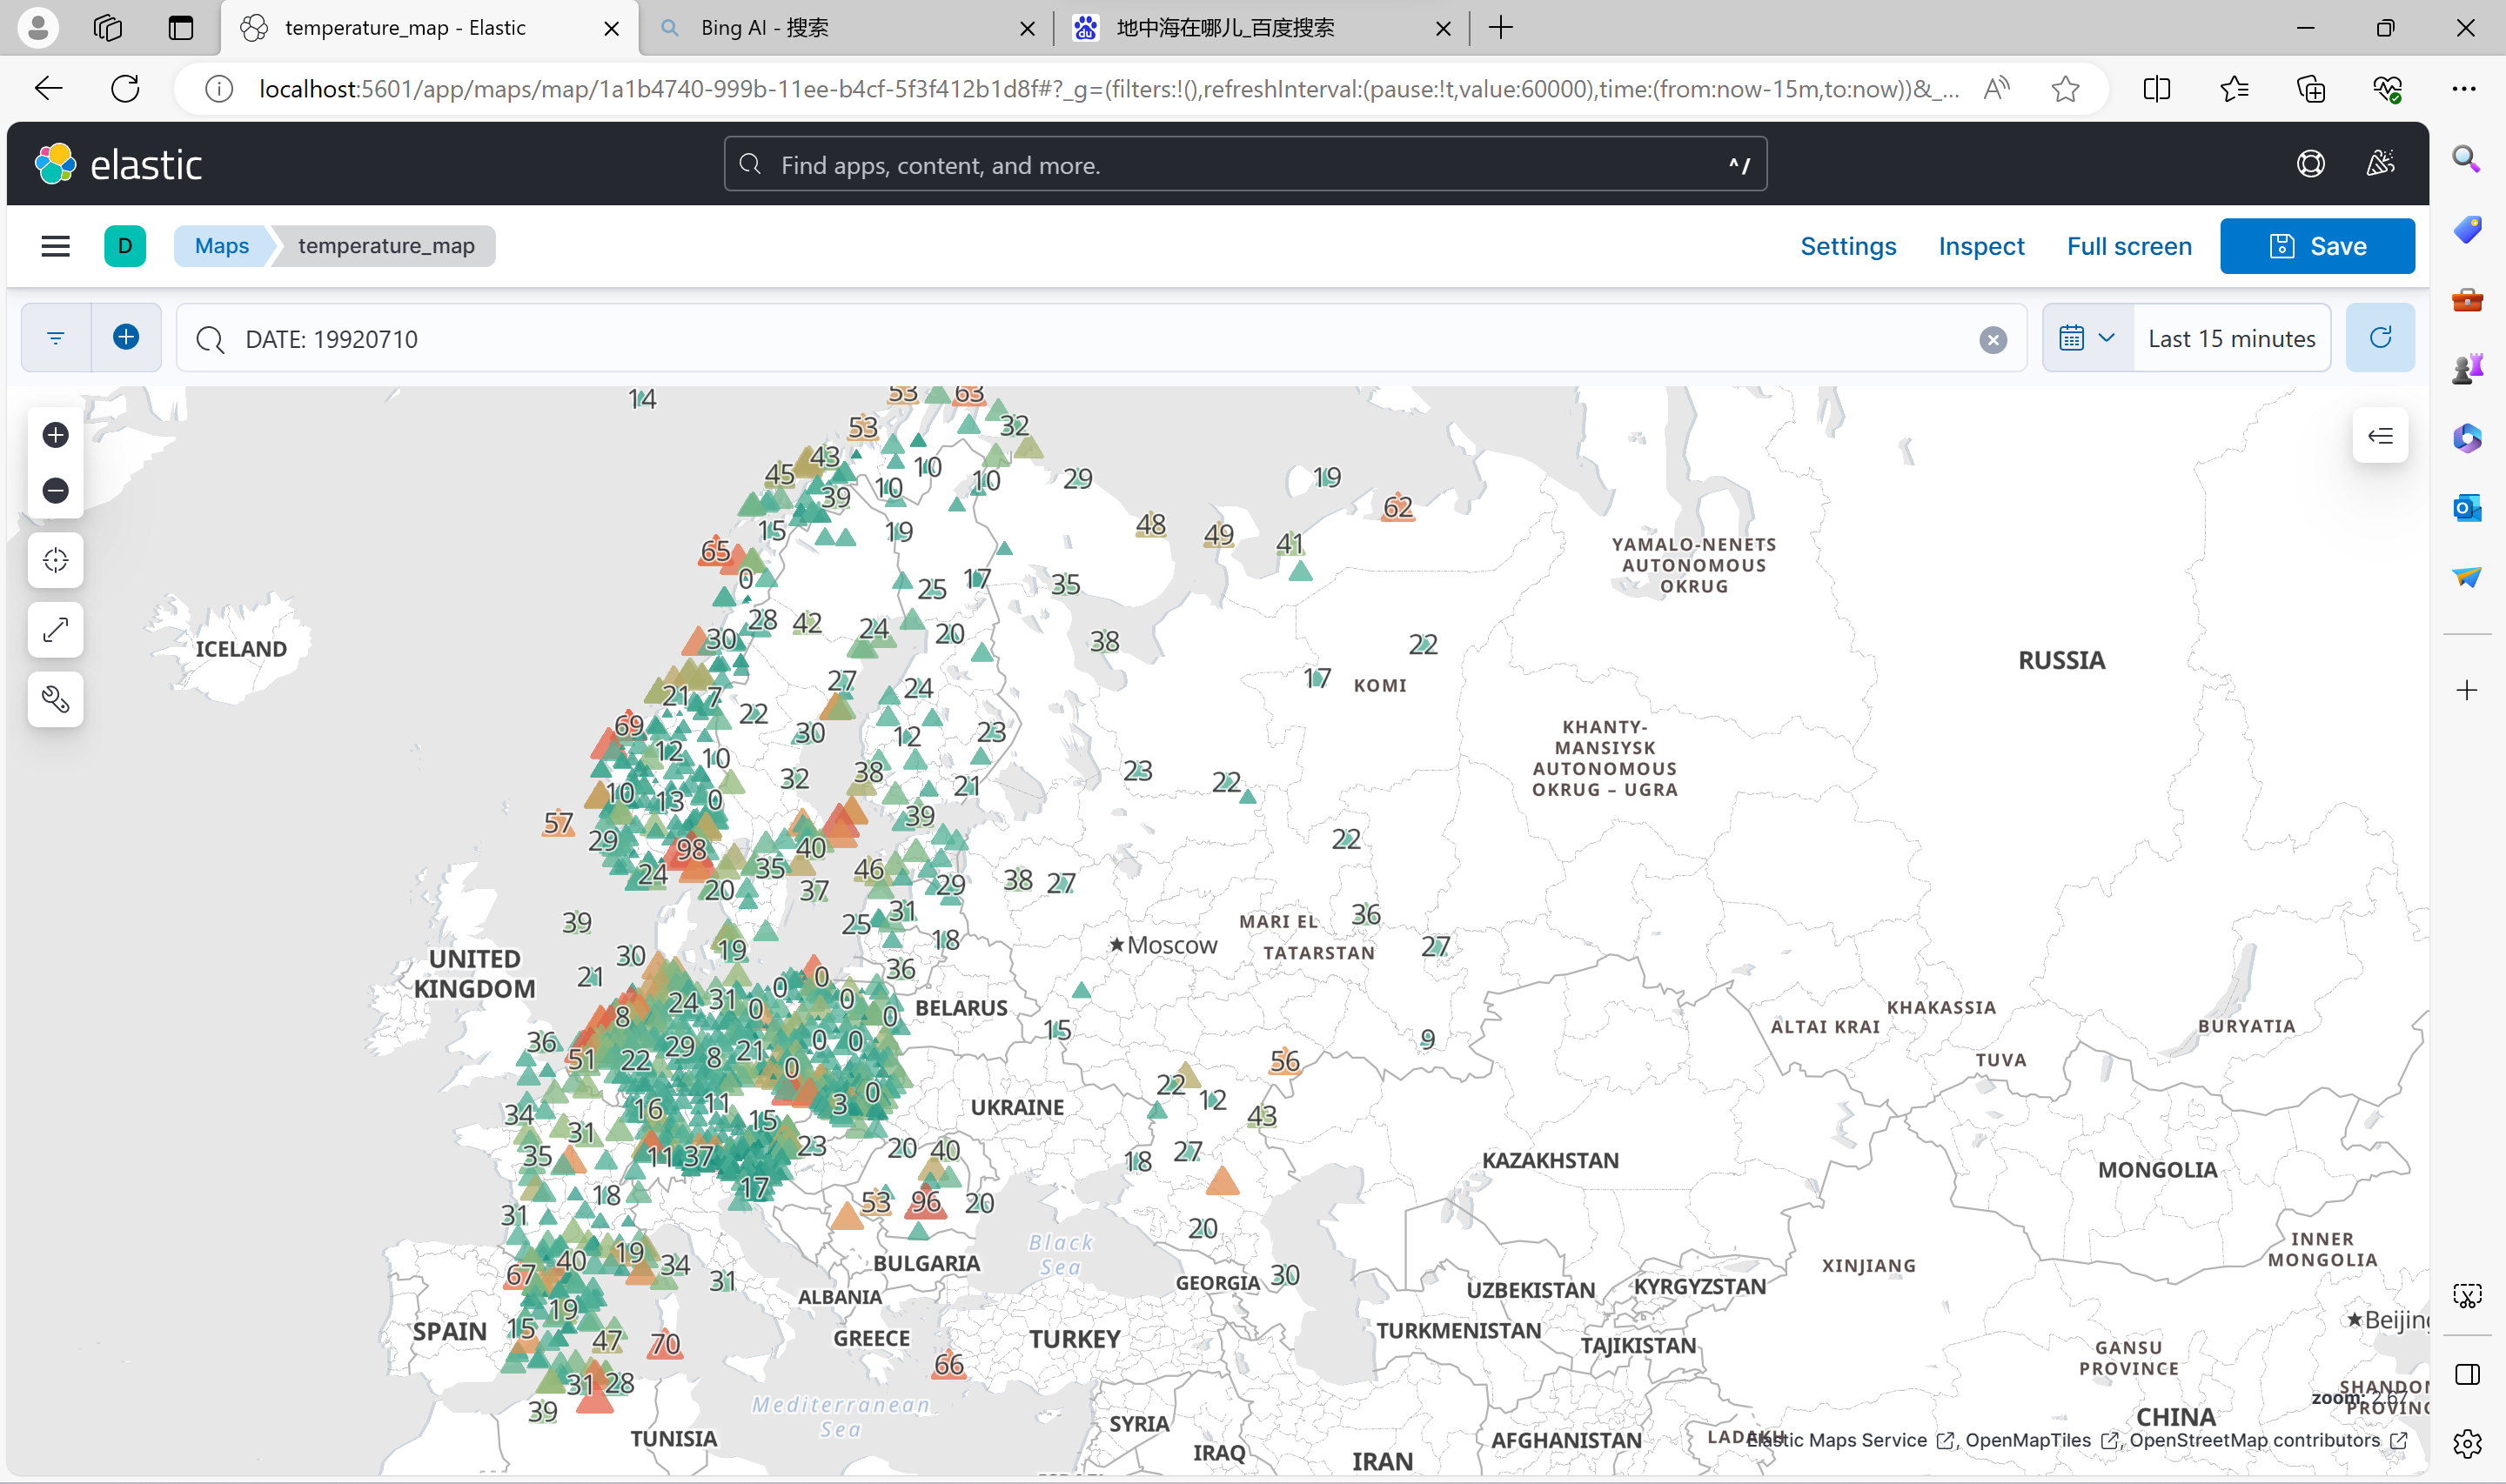 temperature_map - Elastic
Bing AI - 搜索
地中海在哪儿_百度搜索
localhost:5601/app/maps/map/1a1b4740-999b-11ee-b4cf-5f3f412b1d8f#?_g=(filters:!(),refreshInterval:(pause:!t,value:60000),time:(from:now-15m,to:now))&_...
elastic
Find apps, content, and more.
^ /
D
Maps
temperature_map
Settings
Inspect
Full screen
Save
DATE: 19920710
Last 15 minutes
14
53
63
53
32
43
45
10
10
29
19
39
10
62
15
19
48
49
41
65
YAMALO-NENETS
AUTONOMOUS
OKRUG
0
25
17
35
28
42
24
20
30
38
22
ICELAND
RUSSIA
27
24
17
KOMI
21
7
22
69
30
12
23
KHANTY-
MANSIYSK
AUTONOMOUS
OKRUG – UGRA
12
10
32
38
23
22
21
10
13
0
57
39
29
98
40
22
24
35
46
20
37
29
38
27
39
25
31
MARI EL
36
30
19
18
Moscow
TATARSTAN
27
UNITED
KINGDOM
21
0
0
36
24
31
0
0
BELARUS
KHAKASSIA
8
0
15
ALTAI KRAI
BURYATIA
36
51
22
29
8
21
0
0
9
56
TUVA
0
22
12
34
16
11
3
0
UKRAINE
43
31
15
35
11
37
23
20
40
18
27
KAZAKHSTAN
MONGOLIA
17
18
53
96
20
31
20
Black
Sea
INNER
MONGOLIA
40
19
34
31
BULGARIA
XINJIANG
67
GEORGIA
30
UZBEKISTAN
KYRGYZSTAN
19
ALBANIA
SPAIN
15
47
70
GREECE
TURKEY
TURKMENISTAN
TAJIKISTAN
Beijing
66
GANSU
PROVINCE
31
28
39
Mediterranean
Sea
zoom: 2.67
TUNISIA
SYRIA
IRAQ
IRAN
AFGHANISTAN
CHINA
Elastic Maps Service , OpenMapTiles , OpenStreetMap contributors